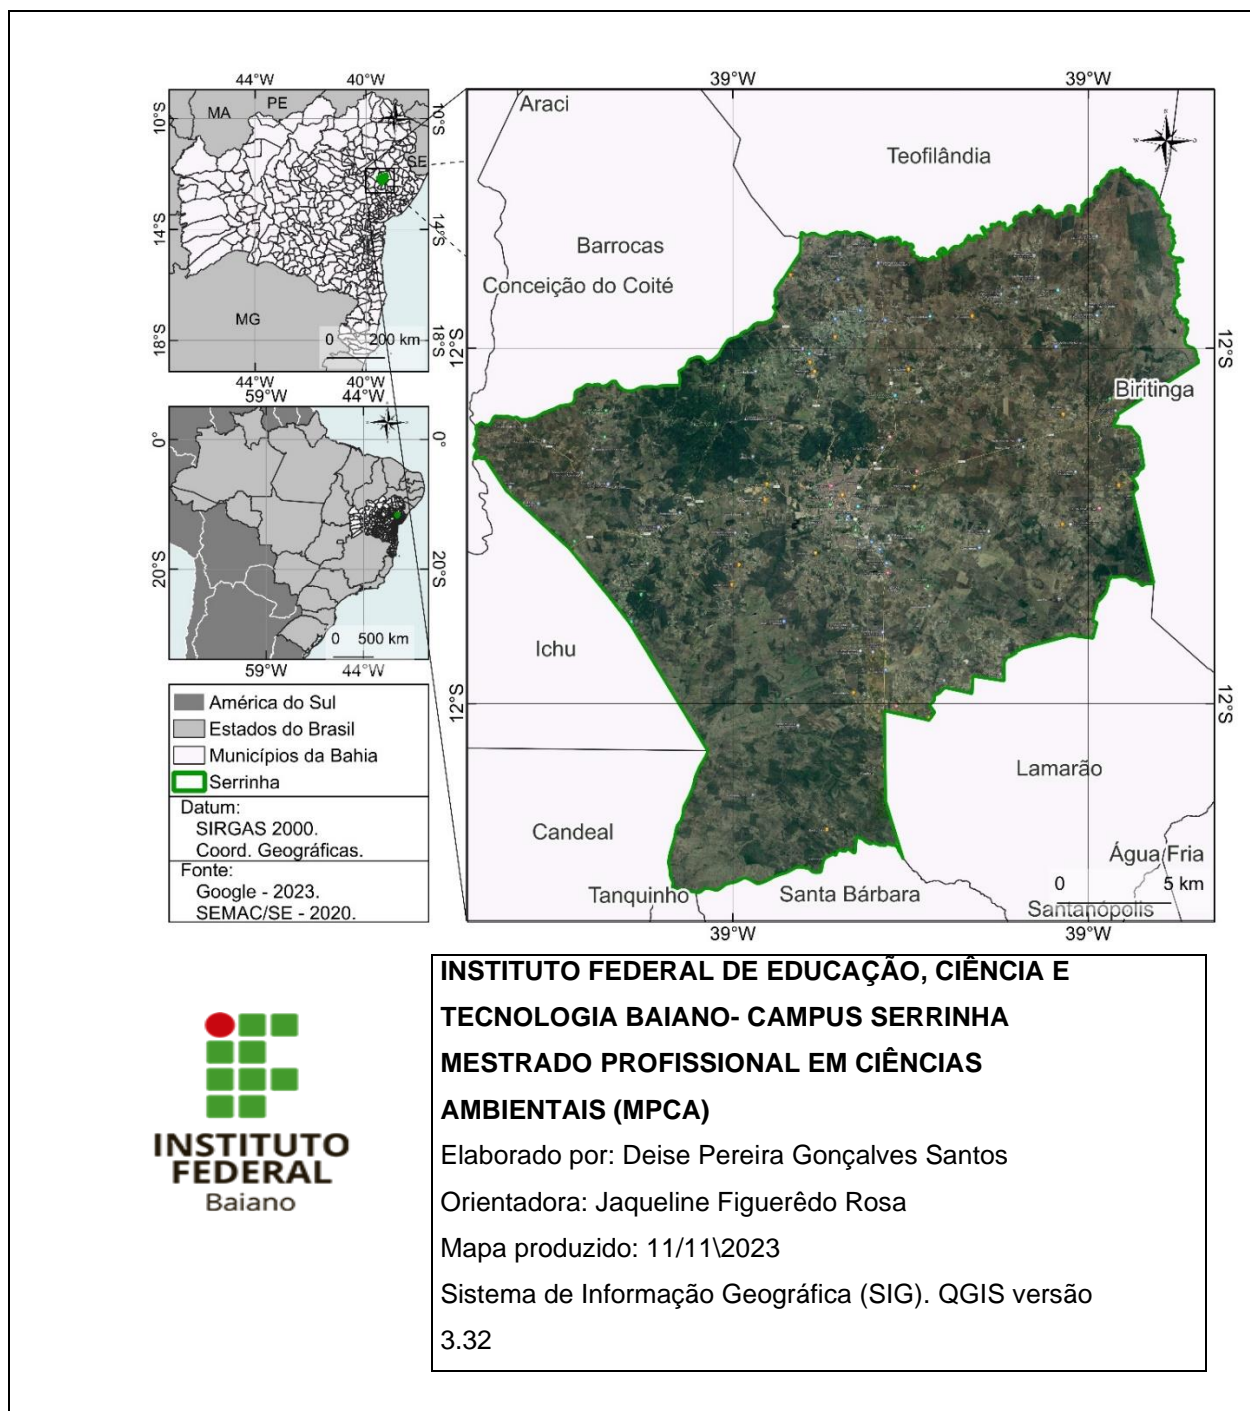 44°W 40°W
10°S
10°S
MA
PE
SE
14°S
14°S
MG
0 200 km
18°S
18°S
44°W 40°W
59°W 44°W
0°
0°
20°S
20°S
0 500 km
59°W 44°W
América do Sul
Estados do Brasil
Municípios da Bahia
Serrinha
Datum:
SIRGAS 2000.
Coord. Geográficas.
Fonte:
Google - 2023.
SEMAC/SE - 2020.
39°W 39°W
Araci
Teofilândia
Barrocas
Conceição do Coité
12°S
12°S
Biritinga
Ichu
12°S
12°S
Lamarão
Candeal
Água Fria
Tanquinho
Santa Bárbara
0 5 km
Santanópolis
39°W 39°W
INSTITUTO
FEDERAL
Baiano
INSTITUTO FEDERAL DE EDUCAÇÃO, CIÊNCIA E
TECNOLOGIA BAIANO- CAMPUS SERRINHA
MESTRADO PROFISSIONAL EM CIÊNCIAS
AMBIENTAIS (MPCA)
Elaborado por: Deise Pereira Gonçalves Santos
Orientadora: Jaqueline Figuerêdo Rosa
Mapa produzido: 11/11\2023
Sistema de Informação Geográfica (SIG). QGIS versão
3.32